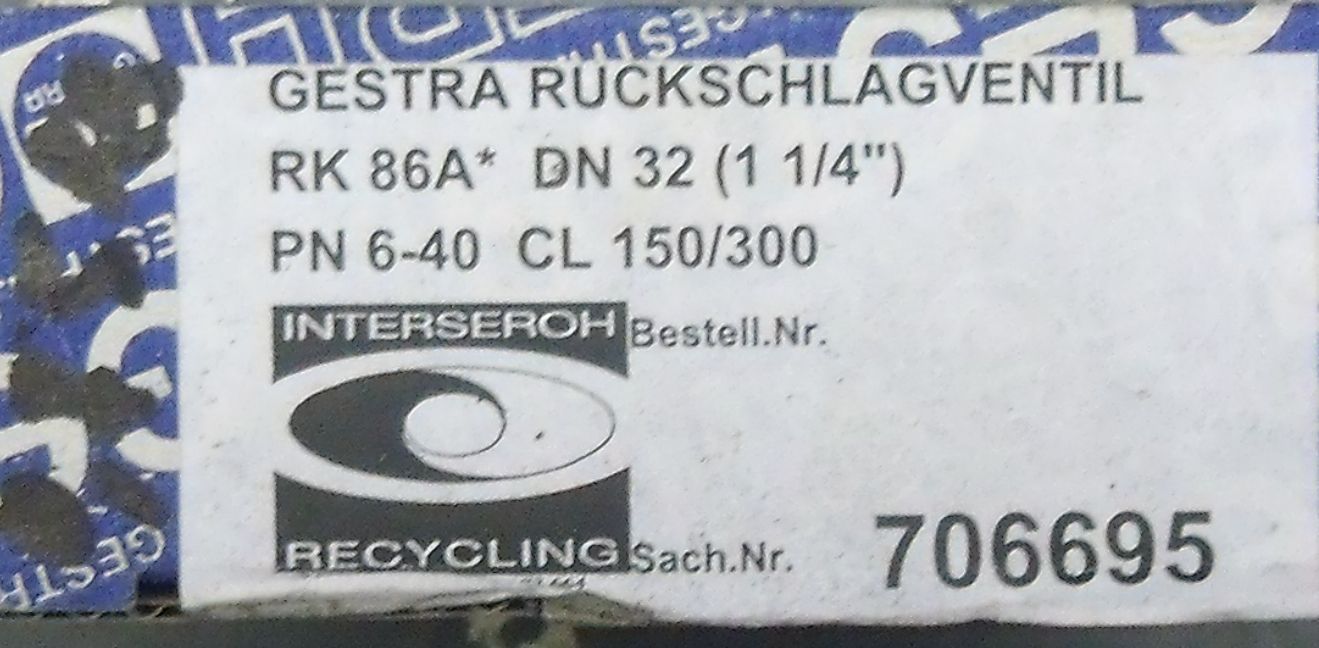 GESTRA RUCKSCHLAGVENTIL
RK 86A* DN 32 (1 1/4")
PN 6-40 CL 150/300
INTERSEROH
Bestell.Nr.
RECYCLING
Sach.Nr. 706695
GESTR